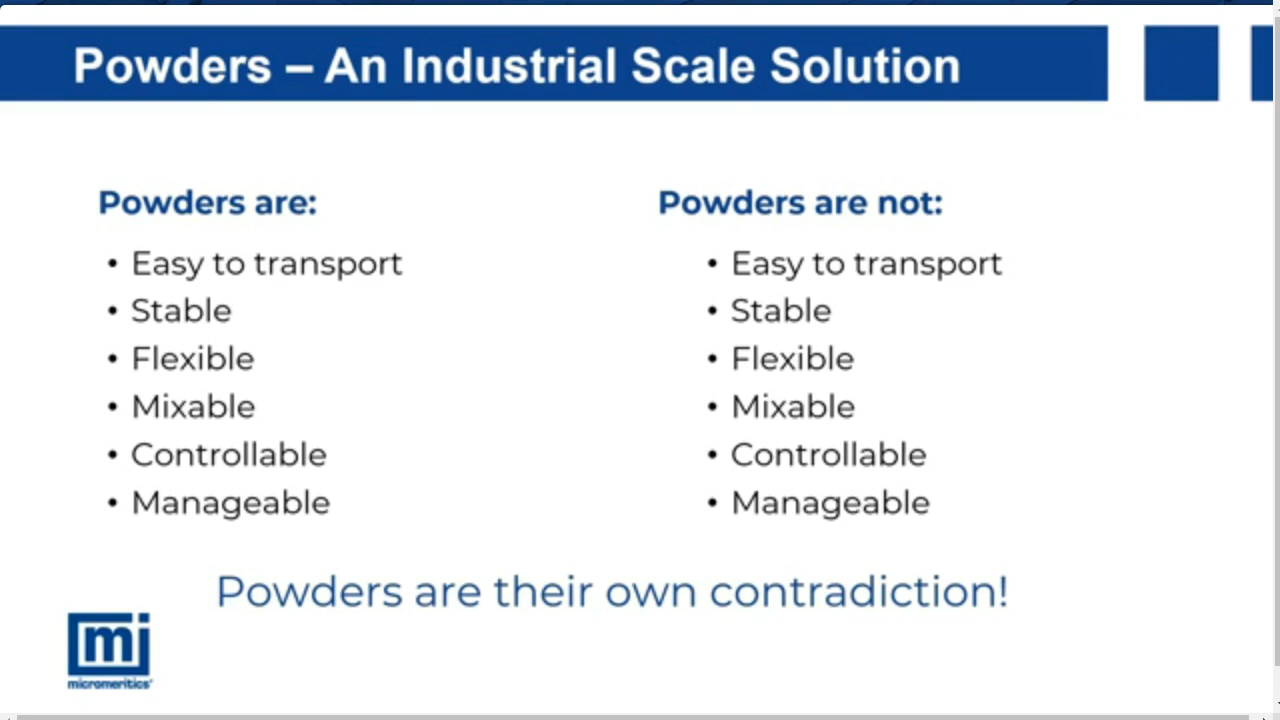 Powders – An Industrial Scale Solution
Powders are:
• Easy to transport
• Stable
• Flexible
• Mixable
• Controllable
• Manageable
Powders are not:
• Easy to transport
• Stable
• Flexible
• Mixable
• Controllable
• Manageable
Powders are their own contradiction!
mi
micromeritics®